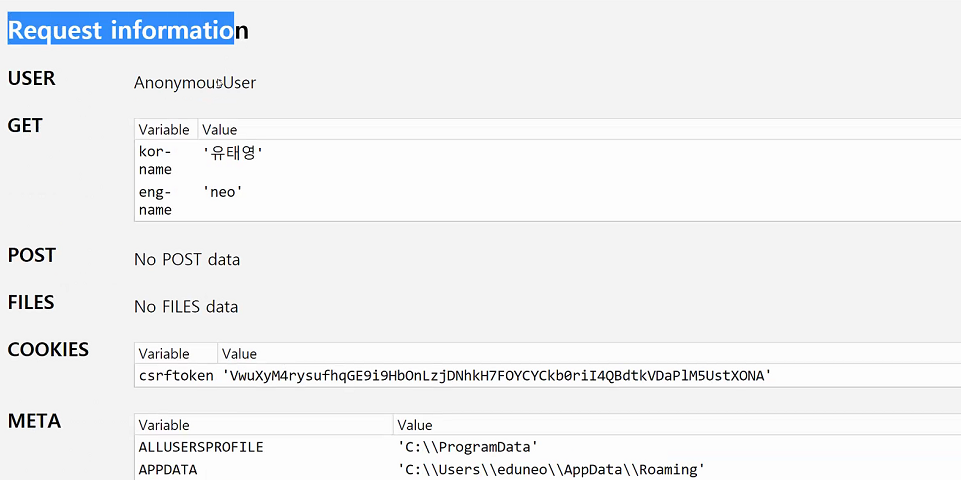 Request information
USER AnonymousUser
GET Variable Value
kor-
name '유태영'
eng-
name 'neo'
POST No POST data
FILES No FILES data
COOKIES Variable Value
csrftoken 'VwuXyM4rysufhqGE9i9HbOnLzjDNhkH7FOYCYCkb0riI4QBdtkVDaPlM5UstXONA'
META Variable Value
ALLUSERSPROFILE 'C:\\ProgramData'
APPDATA 'C:\\Users\\eduneo\\AppData\\Roaming'